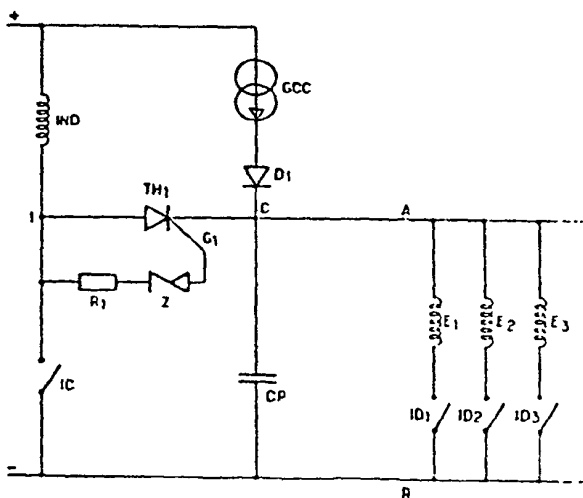 +
GCC
IND
D1
TH1
C
A
1
G1
R1
Z
E1
E2
E3
IC
CP
ID1
ID2
ID3
-
B